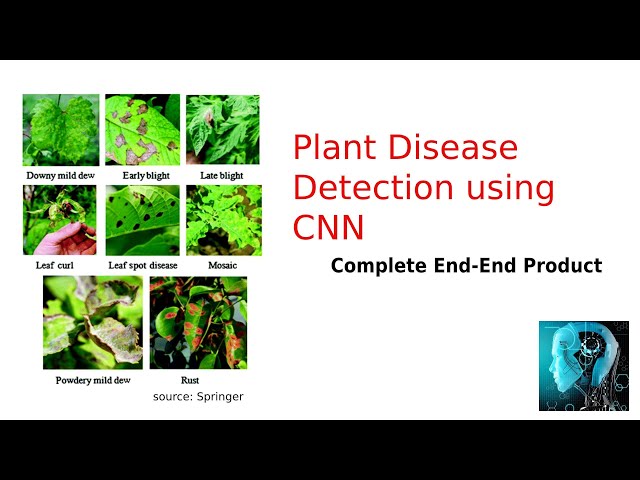 Plant Disease
Detection using
CNN
Complete End-End Product
Downy mild dew
Early blight
Late blight
Leaf curl
Leaf spot disease
Mosaic
Powdery mild dew
Rust
source: Springer